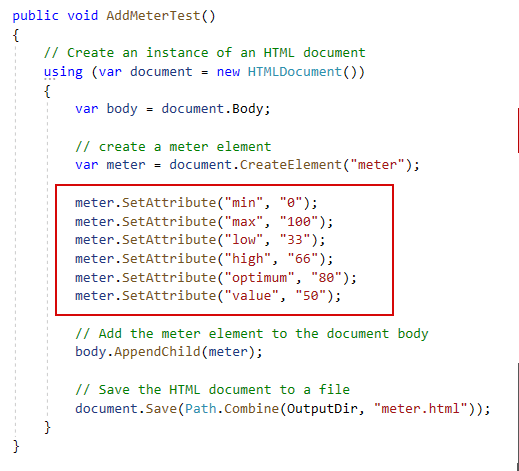 public void AddMeterTest()
{
// Create an instance of an HTML document
using (var document = new HTMLDocument())
{
var body = document.Body;
// create a meter element
var meter = document.CreateElement("meter");
meter.SetAttribute("min", "0");
meter.SetAttribute("max", "100");
meter.SetAttribute("low", "33");
meter.SetAttribute("high", "66");
meter.SetAttribute("optimum", "80");
meter.SetAttribute("value", "50");
// Add the meter element to the document body
body.AppendChild(meter);
// Save the HTML document to a file
document.Save(Path.Combine(OutputDir, "meter.html"));
}
}